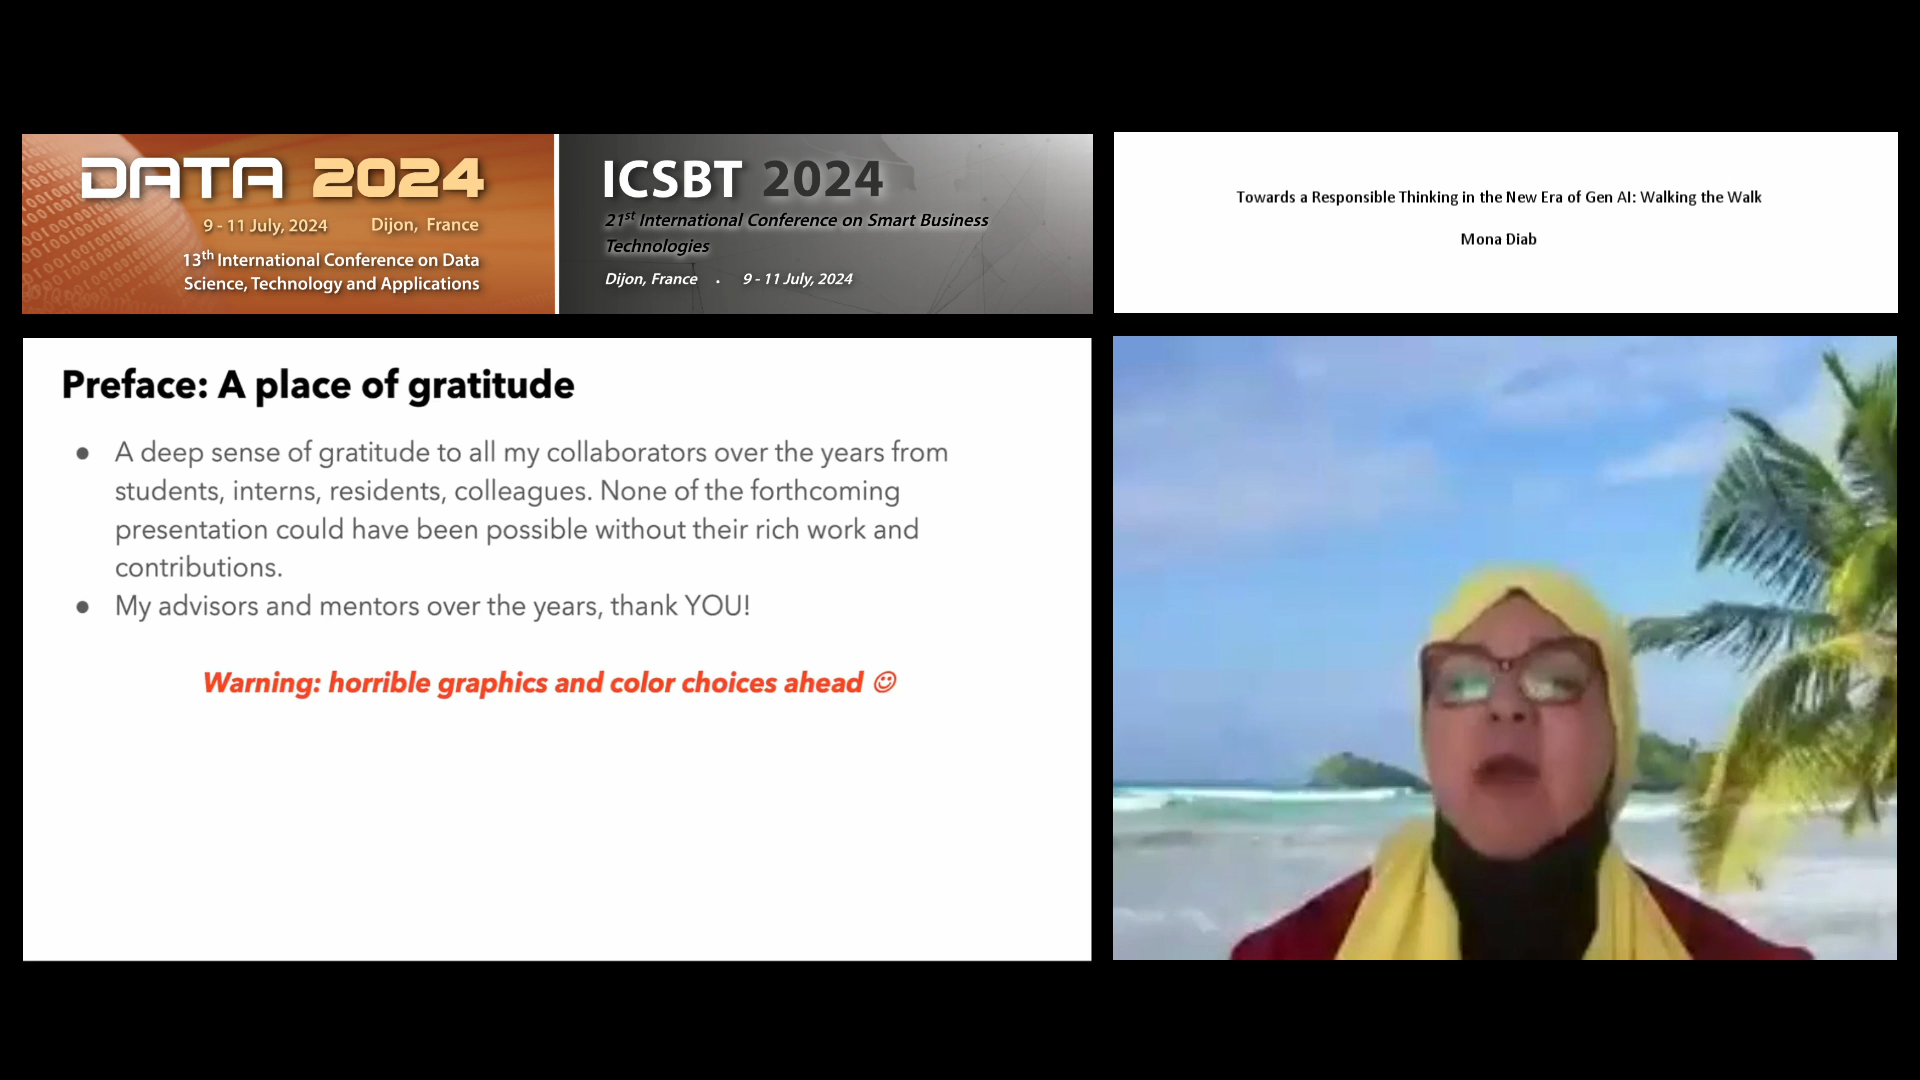 DATA 2024
9 - 11 July, 2024 Dijon, France
13th International Conference on Data
Science, Technology and Applications
ICSBT 2024
21st International Conference on Smart Business
Technologies
Dijon, France . 9 - 11 July, 2024
Towards a Responsible Thinking in the New Era of Gen AI: Walking the Walk
Mona Diab
Preface: A place of gratitude
● A deep sense of gratitude to all my collaborators over the years from
students, interns, residents, colleagues. None of the forthcoming
presentation could have been possible without their rich work and
contributions.
● My advisors and mentors over the years, thank YOU!
Warning: horrible graphics and color choices ahead ☺